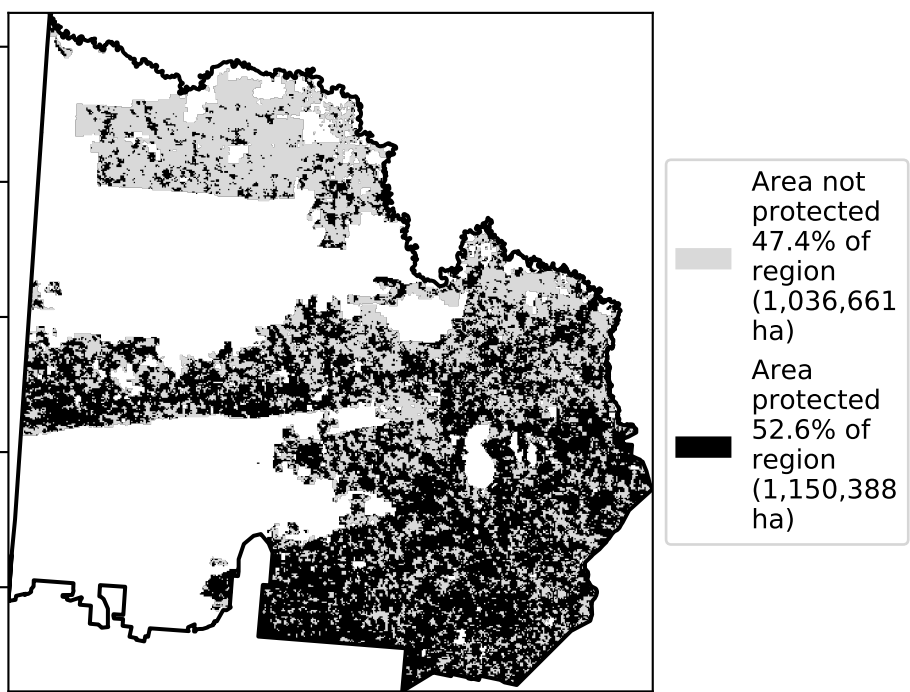 Area not
protected
47.4% of
region
(1,036,661
ha)
Area
protected
52.6% of
region
(1,150,388
ha)